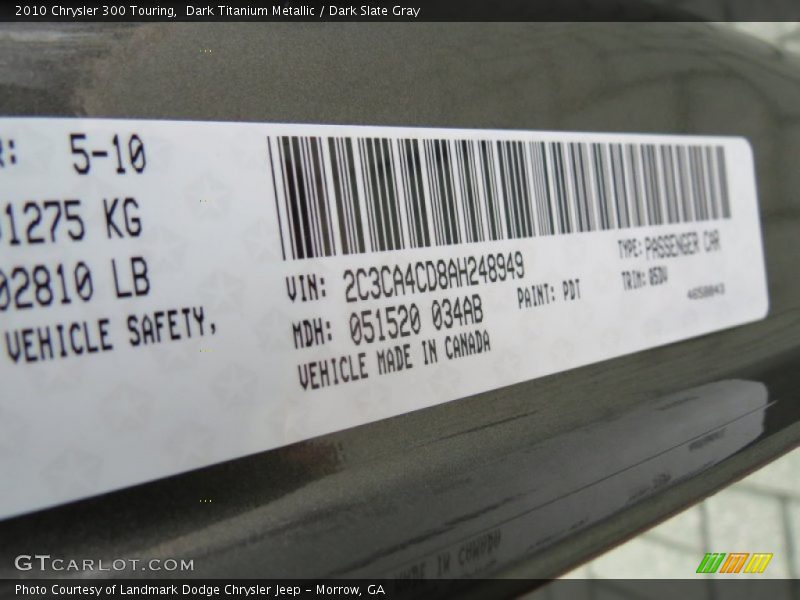 2010 Chrysler 300 Touring,  Dark Titanium Metallic / Dark Slate Gray
R: 5-10
01275 KG
02810 LB
VEHICLE SAFETY,
VIN: 2C3CA4CD8AH248949
TYPE: PASSENGER CAR
MDH: 051520 034AB
PAINT: PDT
TRIM: 
VEHICLE MADE IN CANADA
GTCARLOT.COM
Photo Courtesy of Landmark Dodge Chrysler Jeep – Morrow, GA